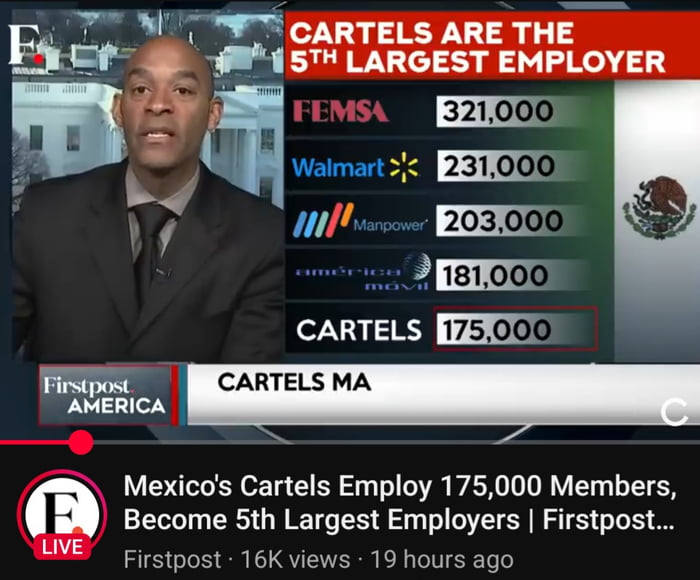 F.
CARTELS ARE THE
5TH LARGEST EMPLOYER
FEMSA 321,000
Walmart 231,000
Manpower 203,000
américa
móvil 181,000
CARTELS 175,000
Firstpost.
AMERICA
CARTELS MA
F.
LIVE
Mexico's Cartels Employ 175,000 Members,
Become 5th Largest Employers | Firstpost...
Firstpost · 16K views · 19 hours ago